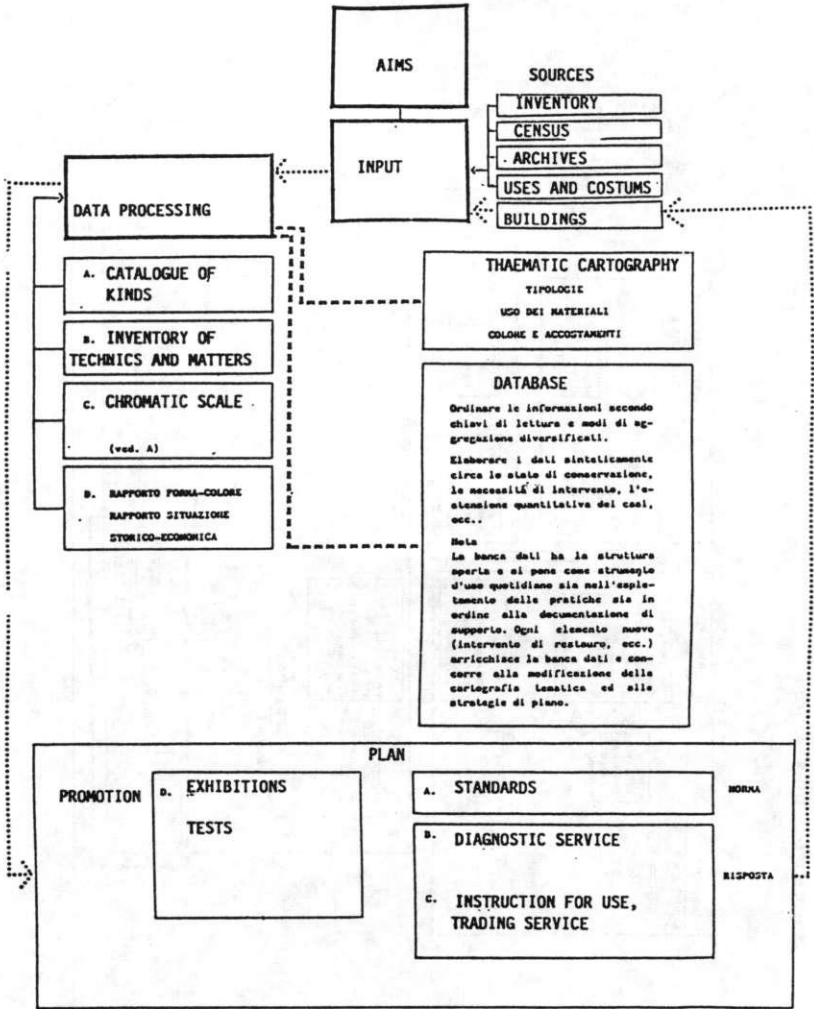 AIMS
SOURCES
INVENTORY
CENSUS
ARCHIVES
USES AND COSTUMS
BUILDINGS
INPUT
DATA PROCESSING
A. CATALOGUE OF
KINDS
B. INVENTORY OF
TECHNICS AND MATTERS
C. CHROMATIC SCALE
(ved. A)
D. RAPPORTO FORMA-COLORE
RAPPORTO SITUAZIONE
STORICO-ECONOMICA
THAEMATIC CARTOGRAPHY
TIPOLOGIE
USO DEI MATERIALI
COLORE E ACCOSTAMENTI
DATABASE
Ordinare le informazioni secondo
chiavi di lettura e modi di ag-
gregazione diversificati.
Elaborare i dati sinteticamente
circa lo stato di conservazione,
le necessità di intervento, l'e-
stensione quantitativa dei casi,
ecc.
Nota
La banca dati ha la struttura
aperta e si pone come strumento
d'uso quotidiano sia nell'esple-
tamento delle pratiche sia in
ordine alla documentazione di
supporto. Ogni elemento nuovo
(intervento di restauro, ecc.)
arricchisce la banca dati e con-
corre alla modificazione della
cartografia tematica ed alle
strategie di piano.
PLAN
PROMOTION
D. EXHIBITIONS
TESTS
A. STANDARDS
NORMA
B. DIAGNOSTIC SERVICE
RISPOSTA
C. INSTRUCTION FOR USE,
TRADING SERVICE